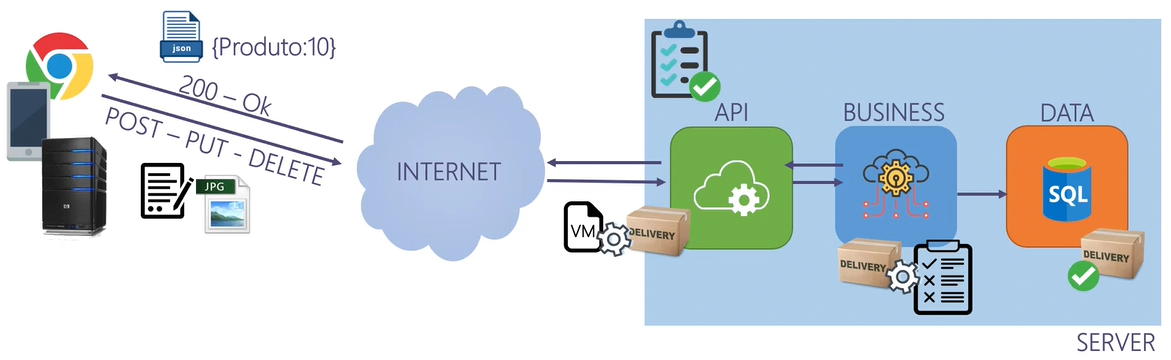 json
{Produto:10}
200 – Ok
POST – PUT - DELETE
JPG
INTERNET
API
BUSINESS
DATA
SQL
VM
DELIVERY
DELIVERY
DELIVERY
SERVER